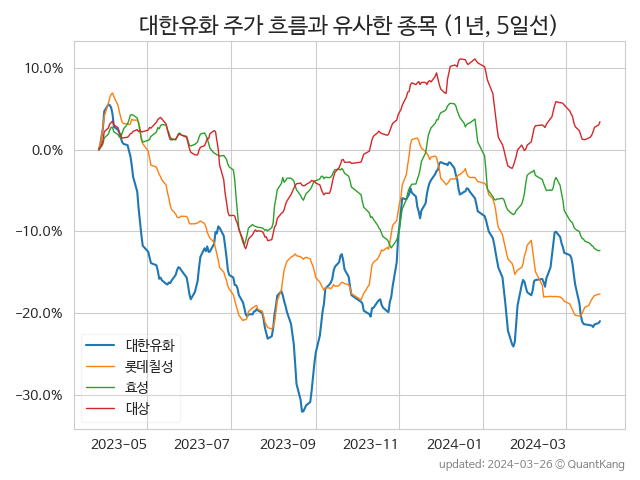 대한유화 주가 흐름과 유사한 종목 (1년, 5일선)
10.0%
0.0%
−10.0%
−20.0%
−30.0%
대한유화
롯데칠성
효성
대상
2023-05 2023-07 2023-09 2023-11 2024-01 2024-03
updated: 2024-03-26 © QuantKang